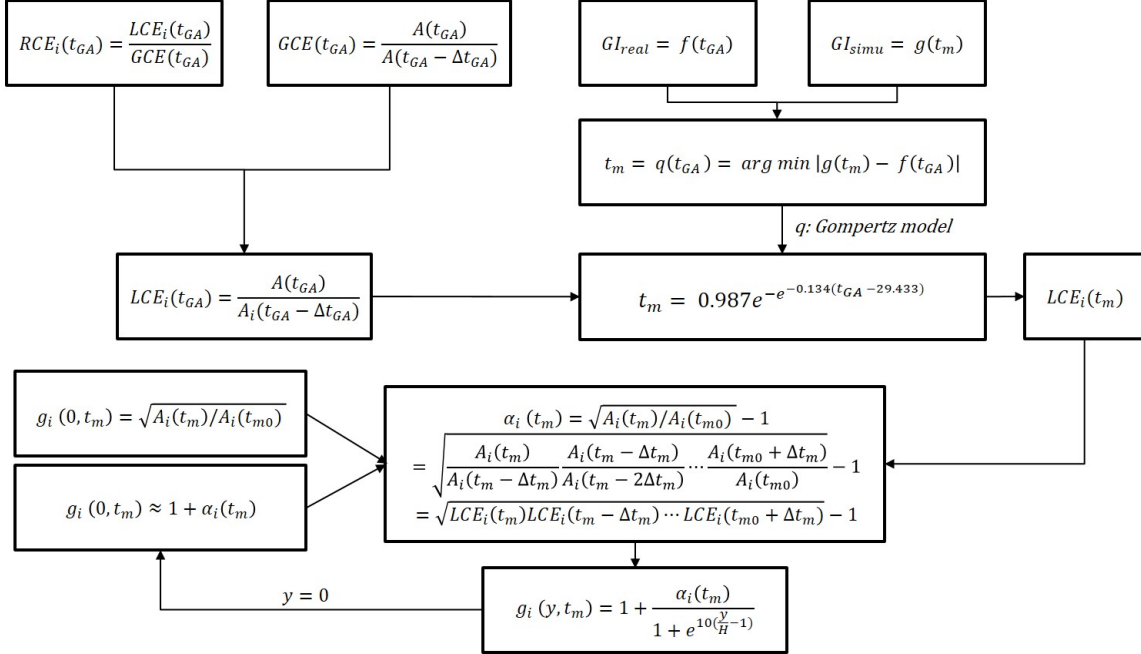 RCE_i(t_GA) = LCE_i(t_GA) / GCE(t_GA)
GCE(t_GA) = A(t_GA) / A(t_GA − Δt_GA)
GI_real = f(t_GA)
GI_simu = g(t_m)
t_m = q(t_GA) = arg min |g(t_m) − f(t_GA)|
q: Gompertz model
LCE_i(t_GA) = A(t_GA) / A_i(t_GA − Δt_GA)
t_m = 0.987e^{−e^{−0.134(t_GA −29.433)}}
LCE_i(t_m)
g_i (0, t_m) = √(A_i(t_m)/A_i(t_m0))
g_i (0, t_m) ≈ 1 + α_i(t_m)
α_i (t_m) = √(A_i(t_m)/A_i(t_m0)) − 1
= √(A_i(t_m) / A_i(t_m − Δt_m) A_i(t_m − Δt_m) / A_i(t_m − 2Δt_m) ⋯ A_i(t_m0 + Δt_m) / A_i(t_m0)) − 1
= √(LCE_i(t_m)LCE_i(t_m − Δt_m) ⋯ LCE_i(t_m0 + Δt_m)) − 1
y = 0
g_i (y, t_m) = 1 + α_i(t_m) / (1 + e^{10(y/H −1)})